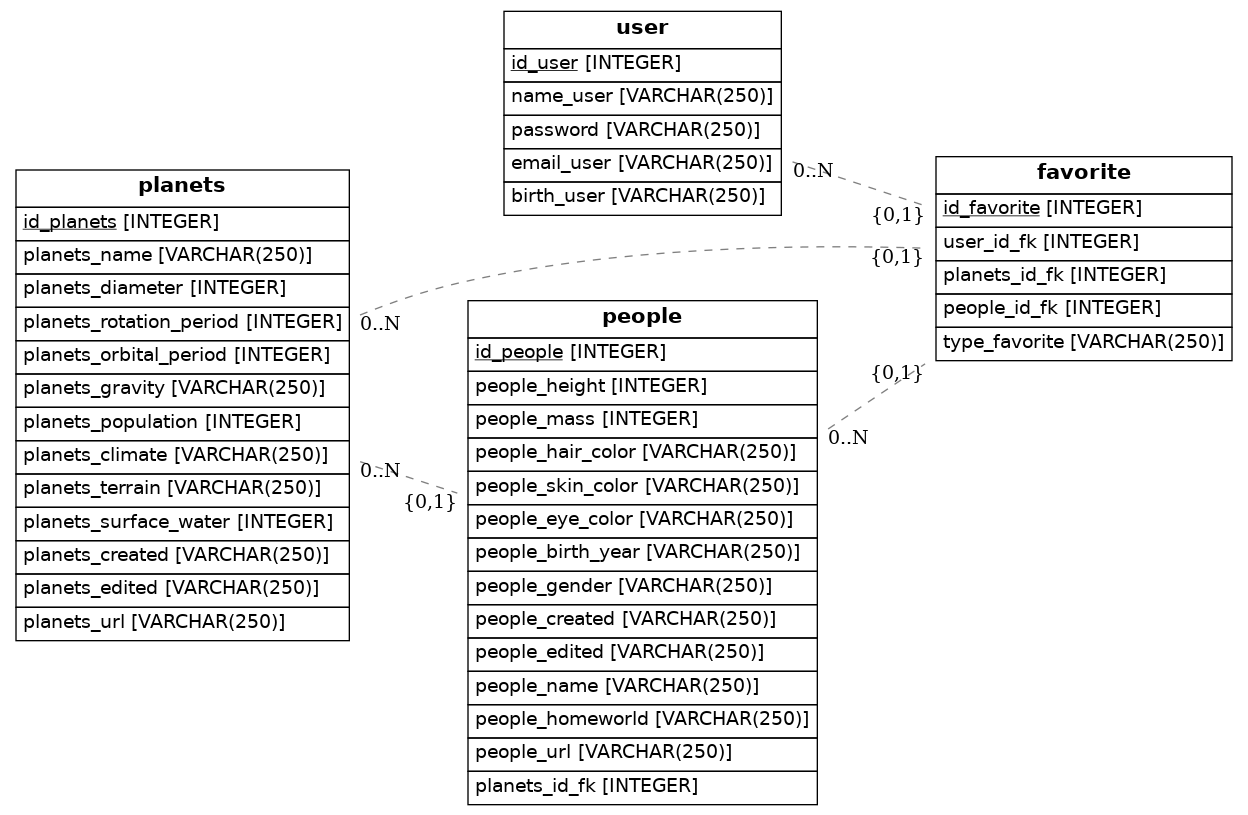 user
id_user [INTEGER]
name_user [VARCHAR(250)]
password [VARCHAR(250)]
email_user [VARCHAR(250)]
birth_user [VARCHAR(250)]
0..N
{0,1}
favorite
id_favorite [INTEGER]
user_id_fk [INTEGER]
planets_id_fk [INTEGER]
people_id_fk [INTEGER]
type_favorite [VARCHAR(250)]
{0,1}
0..N
{0,1}
0..N
planets
id_planets [INTEGER]
planets_name [VARCHAR(250)]
planets_diameter [INTEGER]
planets_rotation_period [INTEGER]
planets_orbital_period [INTEGER]
planets_gravity [VARCHAR(250)]
planets_population [INTEGER]
planets_climate [VARCHAR(250)]
planets_terrain [VARCHAR(250)]
planets_surface_water [INTEGER]
planets_created [VARCHAR(250)]
planets_edited [VARCHAR(250)]
planets_url [VARCHAR(250)]
0..N
{0,1}
people
id_people [INTEGER]
people_height [INTEGER]
people_mass [INTEGER]
people_hair_color [VARCHAR(250)]
people_skin_color [VARCHAR(250)]
people_eye_color [VARCHAR(250)]
people_birth_year [VARCHAR(250)]
people_gender [VARCHAR(250)]
people_created [VARCHAR(250)]
people_edited [VARCHAR(250)]
people_name [VARCHAR(250)]
people_homeworld [VARCHAR(250)]
people_url [VARCHAR(250)]
planets_id_fk [INTEGER]